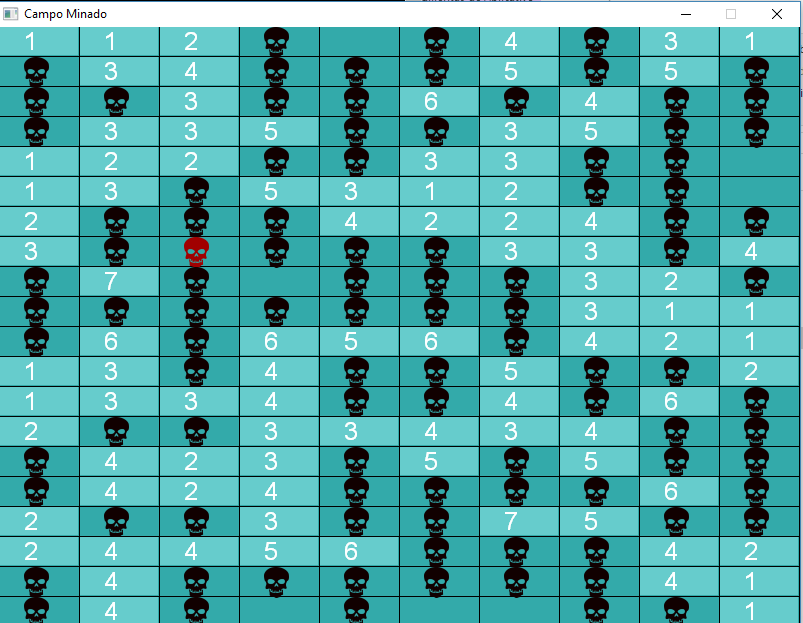 Campo Minado
1 1 2 4 3 1
3 4 5 5
3 6 4
3 3 5 3 5
1 2 2 3 3
1 3 5 3 1 2
2 4 2 2 4
3 3 3 4
7 3 2
3 1 1
6 6 5 6 4 2 1
1 3 4 5 2
1 3 3 4 4 6
2 3 3 4 3 4
4 2 3 5 5
4 2 4 6
2 3 7 5
2 4 4 5 6 4 2
4 4 1
4 1